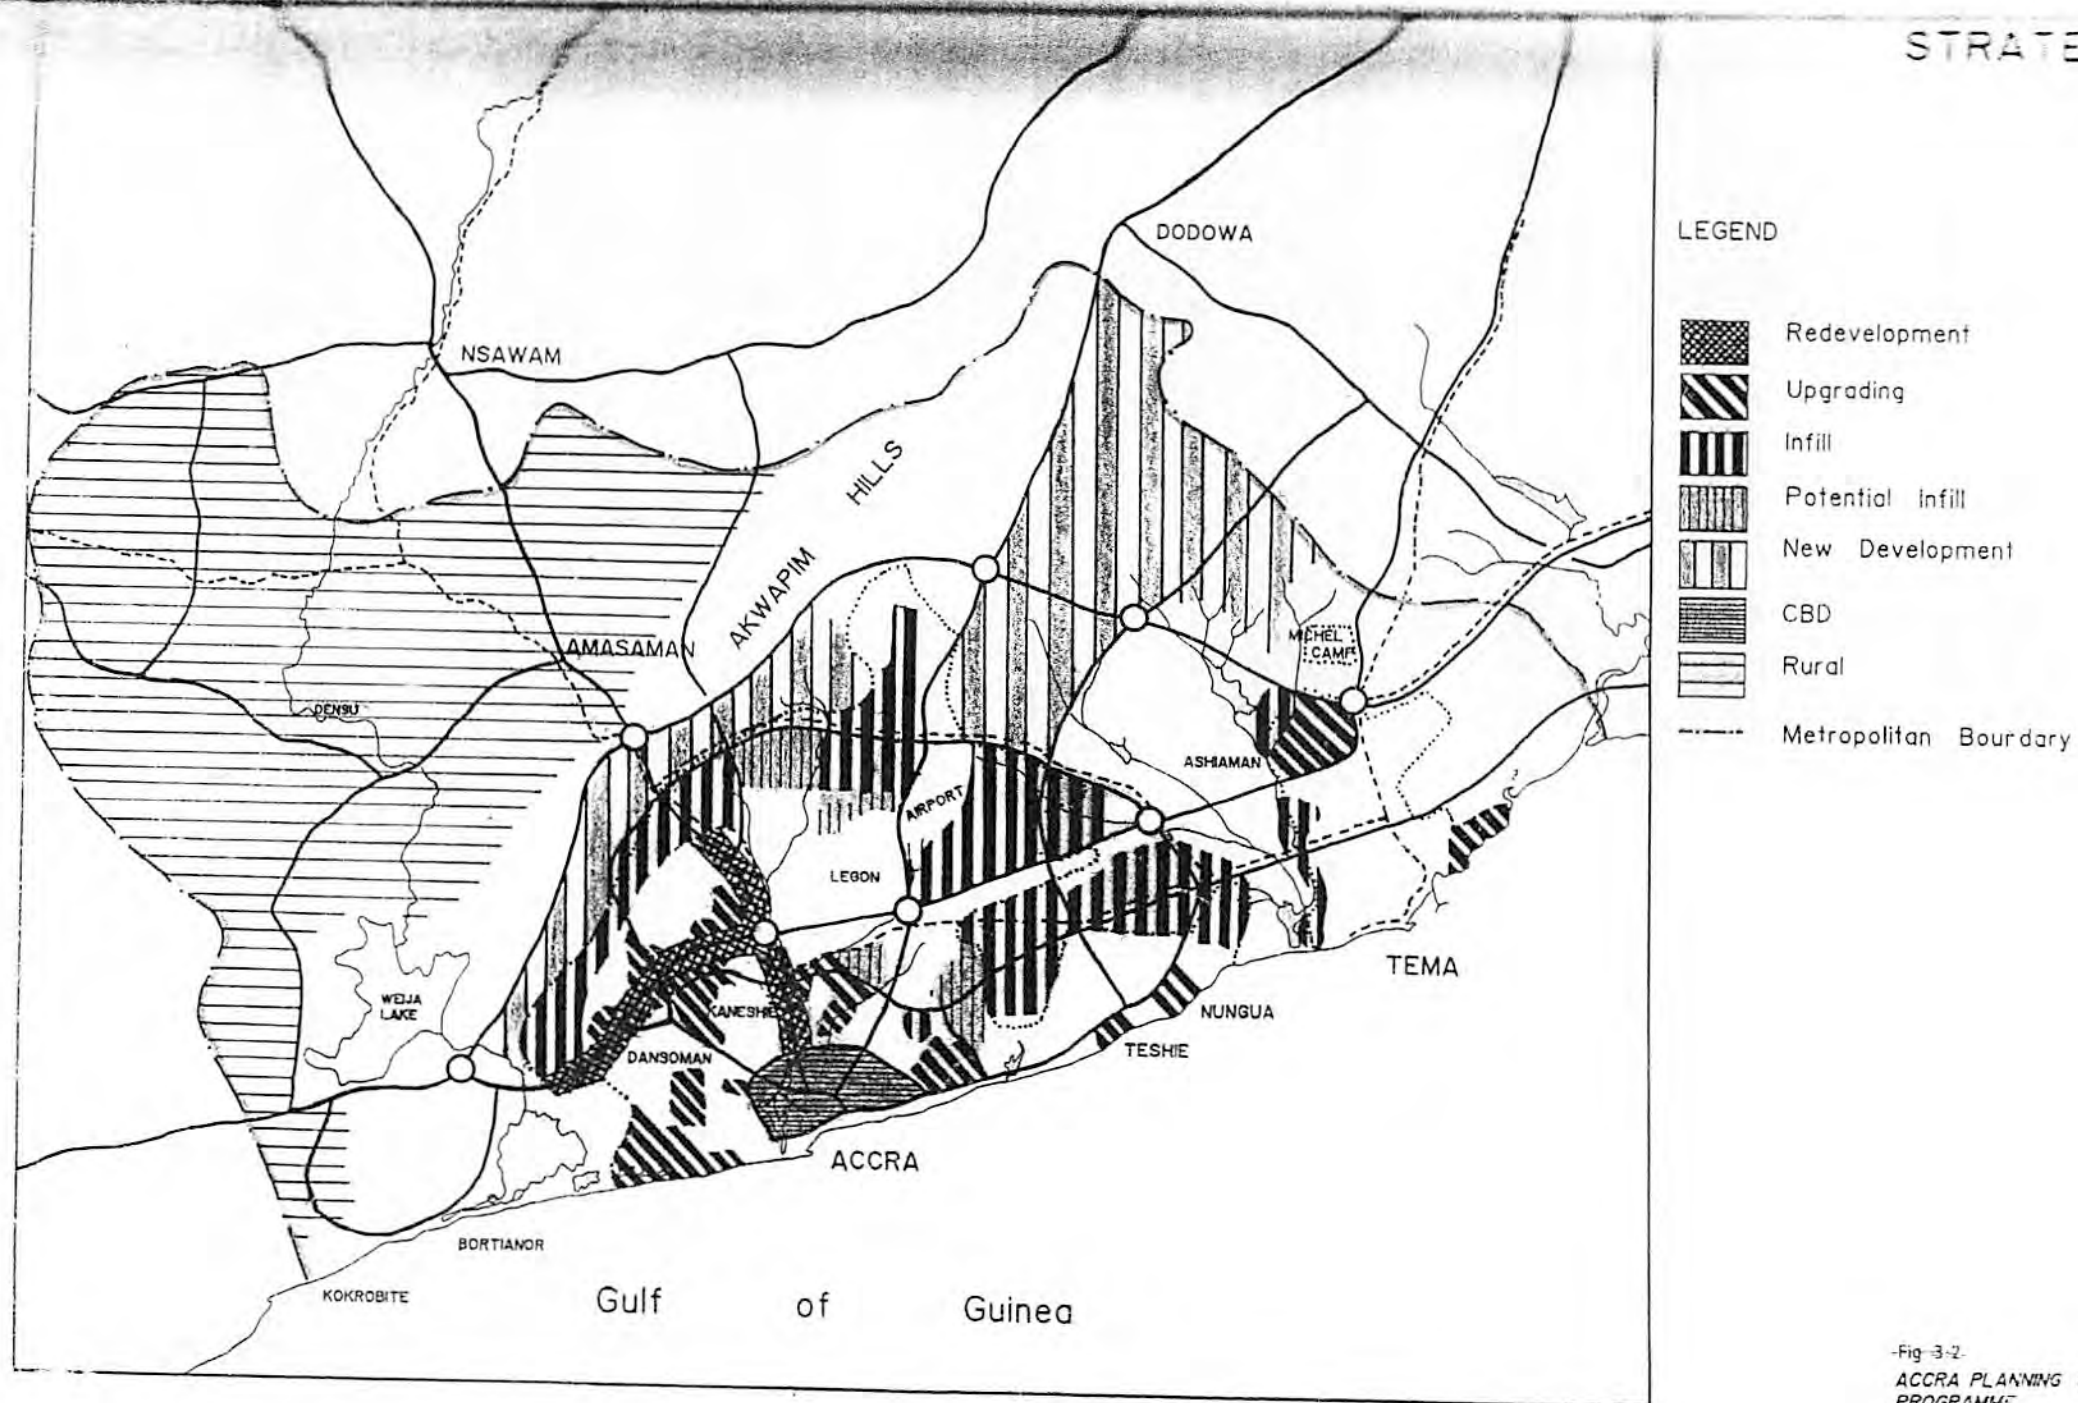 STRATE
DODOWA
LEGEND
NSAWAM
Redevelopment
Upgrading
Infill
Potential Infill
New Development
CBD
Rural
Metropolitan Bourdary
HILLS
AKWAPIM
AMASAMAN
MICHEL
CAMP
DENSU
ASHIAMAN
AIRPORT
LEGON
WEIJA
LAKE
KANESHIE
DANSOMAN
TEMA
NUNGUA
TESHIE
ACCRA
BORTIANOR
KOKROBITE
Gulf of Guinea
-Fig 3-2-
ACCRA PLANNING
PROGRAMME